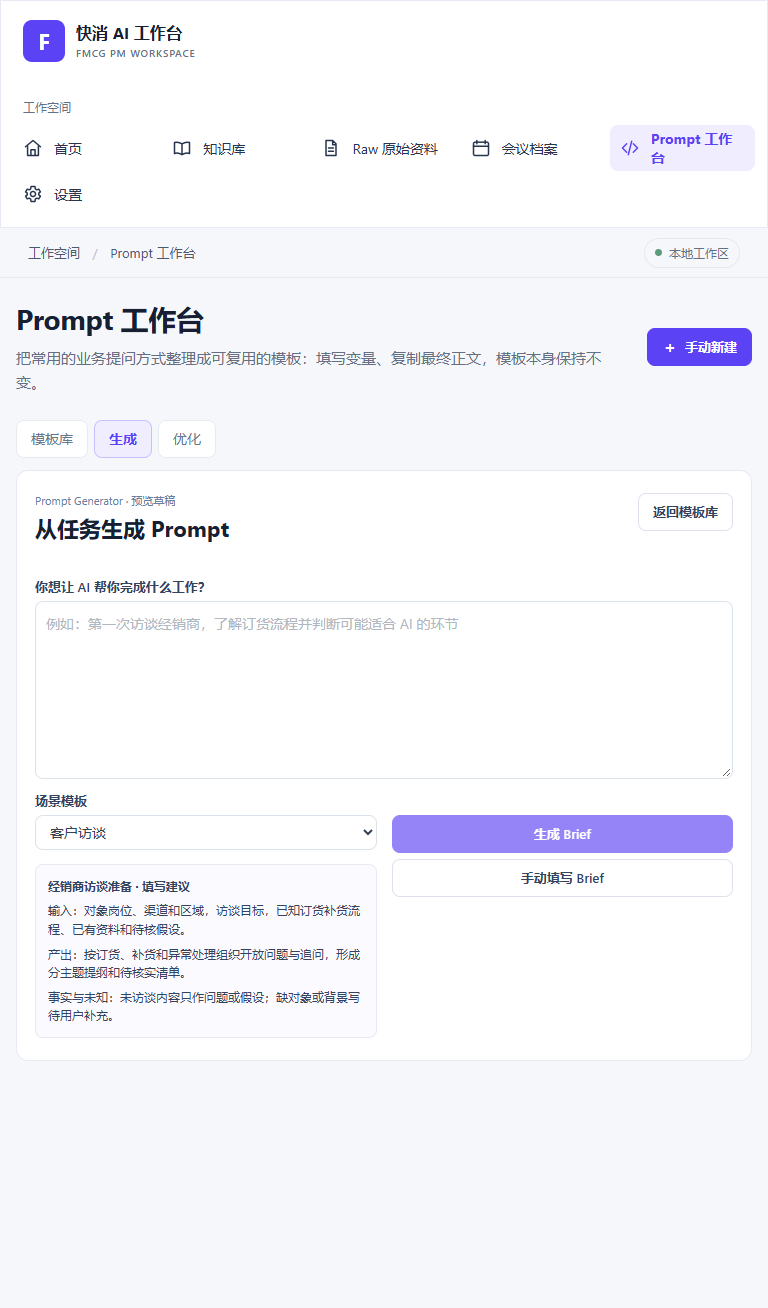 F
快消 AI 工作台
FMCG PM WORKSPACE
工作空间
首页
知识库
Raw 原始资料
会议档案
Prompt 工作
台
设置
工作空间 / Prompt 工作台
本地工作区
Prompt 工作台
把常用的业务提问方式整理成可复用的模板：填写变量、复制最终正文，模板本身保持不
变。
+ 手动新建
模板库
生成
优化
Prompt Generator · 预览草稿
从任务生成 Prompt
返回模板库
你想让 AI 帮你完成什么工作？
例如：第一次访谈经销商，了解订货流程并判断可能适合 AI 的环节
场景模板
客户访谈
生成 Brief
手动填写 Brief
经销商访谈准备 · 填写建议
输入：对象岗位、渠道和区域，访谈目标，已知订货补货流
程、已有资料和待核假设。
产出：按订货、补货和异常处理组织开放问题与追问，形成
分主题提纲和待核实清单。
事实与未知：未访谈内容只作问题或假设；缺对象或背景写
待用户补充。